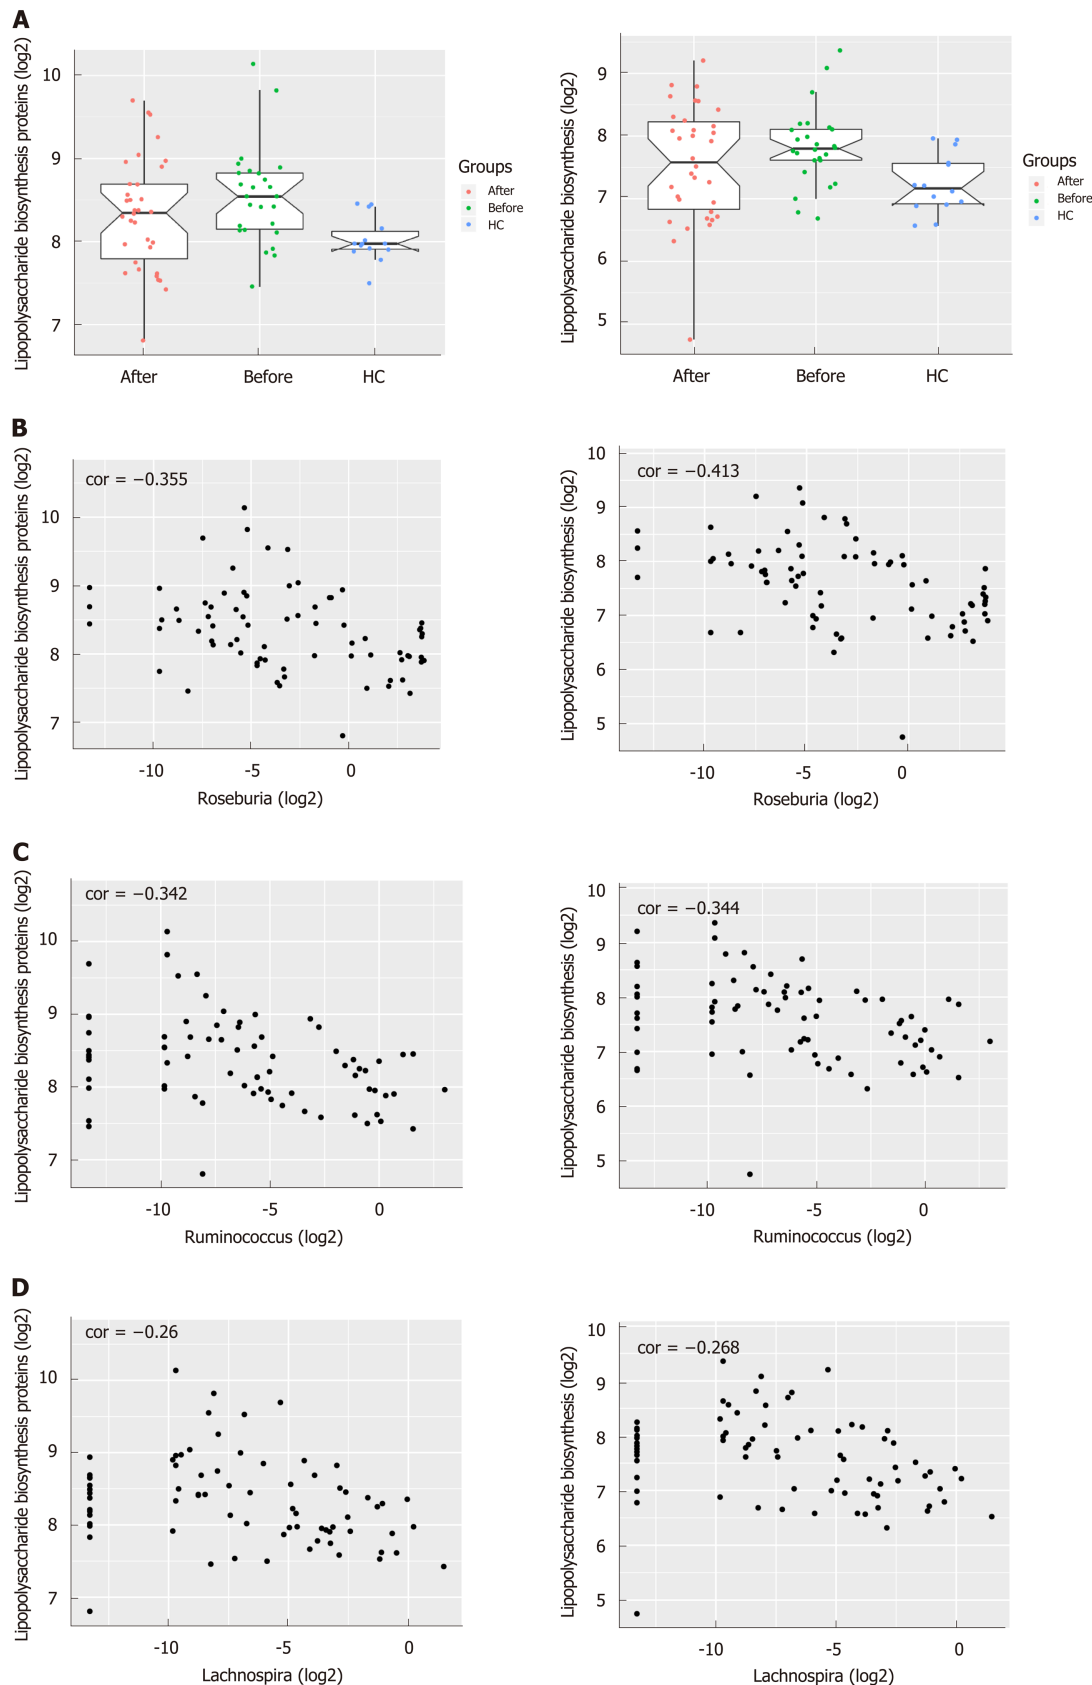 A
Lipopolysaccharide biosynthesis proteins (log2)
10
9
8
7
After
Before
HC
Groups
After
Before
HC
Lipopolysaccharide biosynthesis (log2)
9
8
7
6
5
After
Before
HC
Groups
After
Before
HC
B
Lipopolysaccharide biosynthesis proteins (log2)
cor = −0.355
10
9
8
7
-10
-5
0
Roseburia (log2)
Lipopolysaccharide biosynthesis (log2)
cor = −0.413
10
9
8
7
6
5
-10
-5
0
Roseburia (log2)
C
Lipopolysaccharide biosynthesis proteins (log2)
cor = −0.342
10
9
8
7
-10
-5
0
Ruminococcus (log2)
Lipopolysaccharide biosynthesis (log2)
cor = −0.344
10
9
8
7
6
5
-10
-5
0
Ruminococcus (log2)
D
Lipopolysaccharide biosynthesis proteins (log2)
cor = −0.26
10
9
8
7
-10
-5
0
Lachnospira (log2)
Lipopolysaccharide biosynthesis (log2)
cor = −0.268
10
9
8
7
6
5
-10
-5
0
Lachnospira (log2)